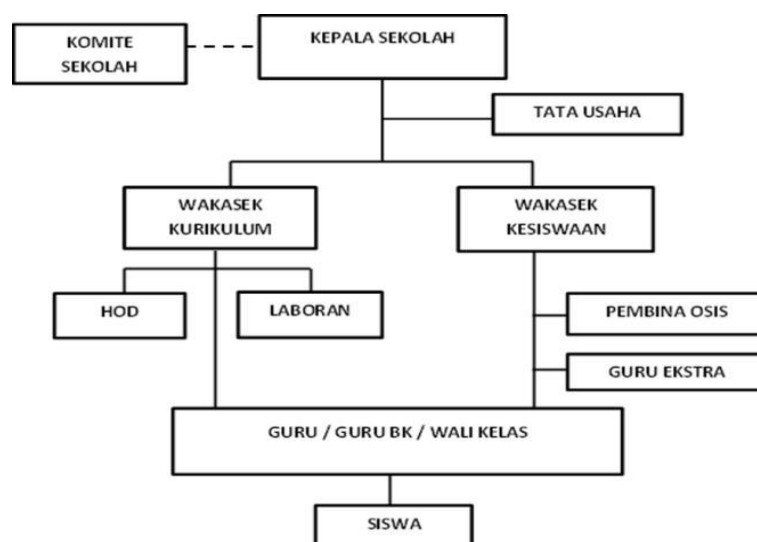 KOMITE
SEKOLAH
KEPALA SEKOLAH
TATA USAHA
WAKASEK
KURIKULUM
WAKASEK
KESISWAAN
HOD
LABORAN
PEMBINA OSIS
GURU EKSTRA
GURU / GURU BK / WALI KELAS
SISWA